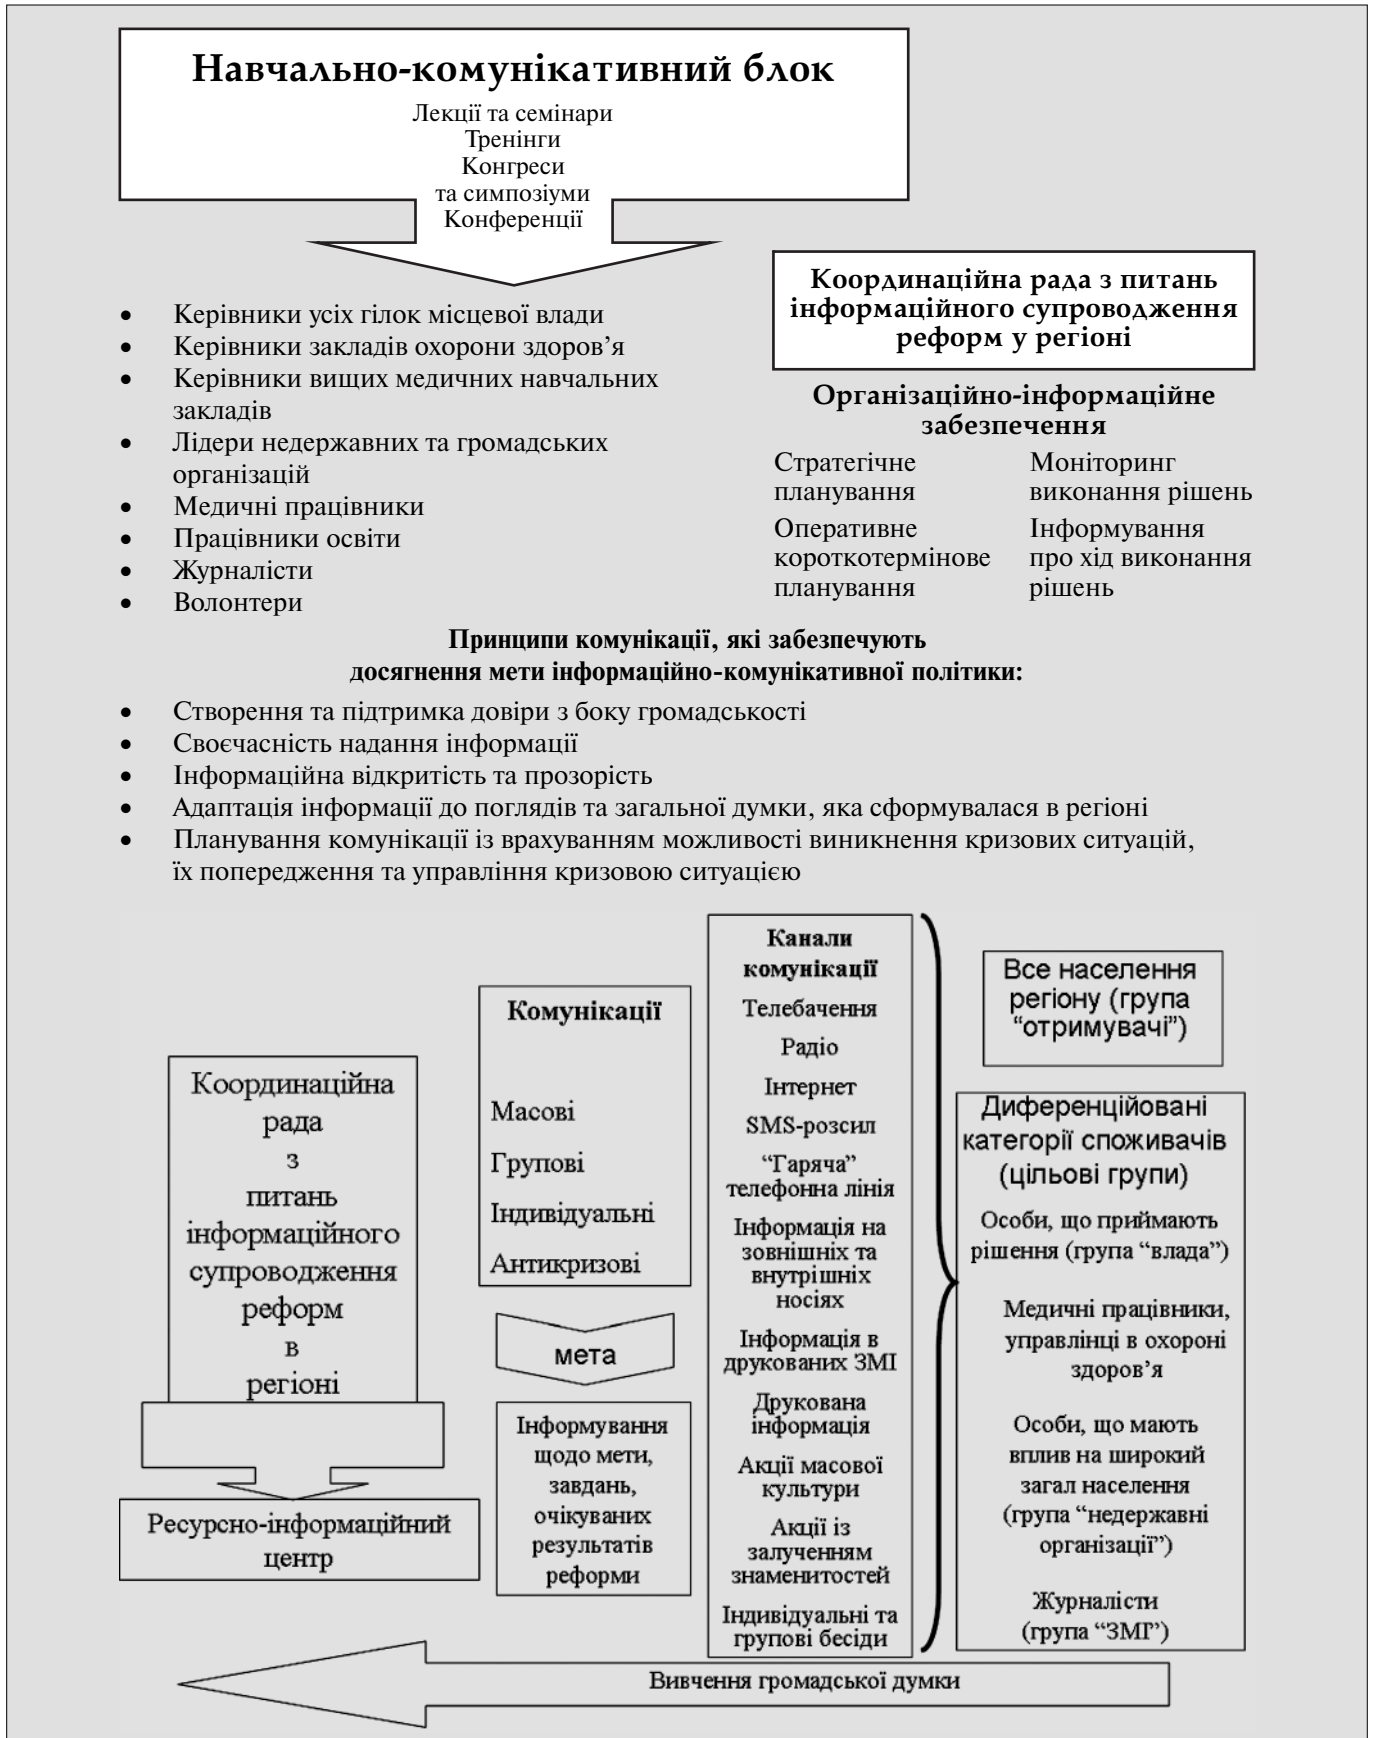 Навчально-комунікативний блок
Лекції та семінари
Тренінги
Конгреси
та симпозіуми
Конференції
• Керівники усіх гілок місцевої влади
• Керівники закладів охорони здоров’я
• Керівники вищих медичних навчальних
закладів
• Лідери недержавних та громадських
організацій
• Медичні працівники
• Працівники освіти
• Журналісти
• Волонтери
Координаційна рада з питань
інформаційного супроводження
реформ у регіоні
Організаційно-інформаційне
забезпечення
Стратегічне
планування
Моніторинг
виконання рішень
Оперативне
короткотермінове
планування
Інформування
про хід виконання
рішень
Принципи комунікації, які забезпечують
досягнення мети інформаційно-комунікативної політики:
• Створення та підтримка довіри з боку громадськості
• Своєчасність надання інформації
• Інформаційна відкритість та прозорість
• Адаптація інформації до поглядів та загальної думки, яка сформувалася в регіоні
• Планування комунікації із врахуванням можливості виникнення кризових ситуацій,
їх попередження та управління кризовою ситуацією
Координаційна
рада
з
питань
інформаційного
супроводження
реформ
в
регіоні
Ресурсно-інформаційний
центр
Комунікації
Масові
Групові
Індивідуальні
Антикризові
мета
Інформування
щодо мети,
завдань,
очікуваних
результатів
реформи
Канали
комунікації
Телебачення
Радіо
Інтернет
SMS-розсил
“Гаряча”
телефонна лінія
Інформація на
зовнішніх та
внутрішніх
носіях
Інформація в
друкованих ЗМІ
Друкована
інформація
Акції масової
культури
Акції із
залученням
знаменитостей
Індивідуальні та
групові бесіди
Все населення
регіону (група
“отримувачі”)
Диференційовані
категорії споживачів
(цільові групи)
Особи, що приймають
рішення (група “влада”)
Медичні працівники,
управлінці в охороні
здоров’я
Особи, що мають
вплив на широкий
загал населення
(група “недержавні
організації”)
Журналісти
(група “ЗМІ”)
Вивчення громадської думки